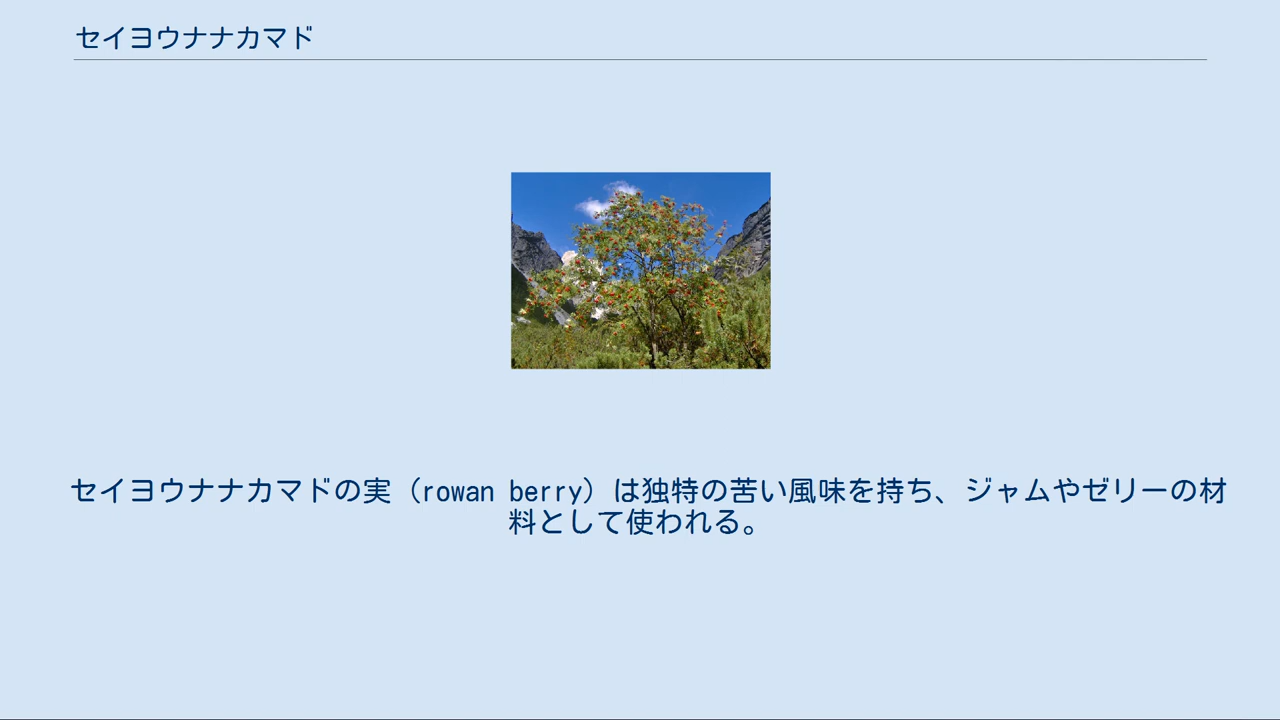 セイヨウナナカマド
セイヨウナナカマドの実（rowan berry）は独特の苦い風味を持ち、ジャムやゼリーの材
料として使われる。